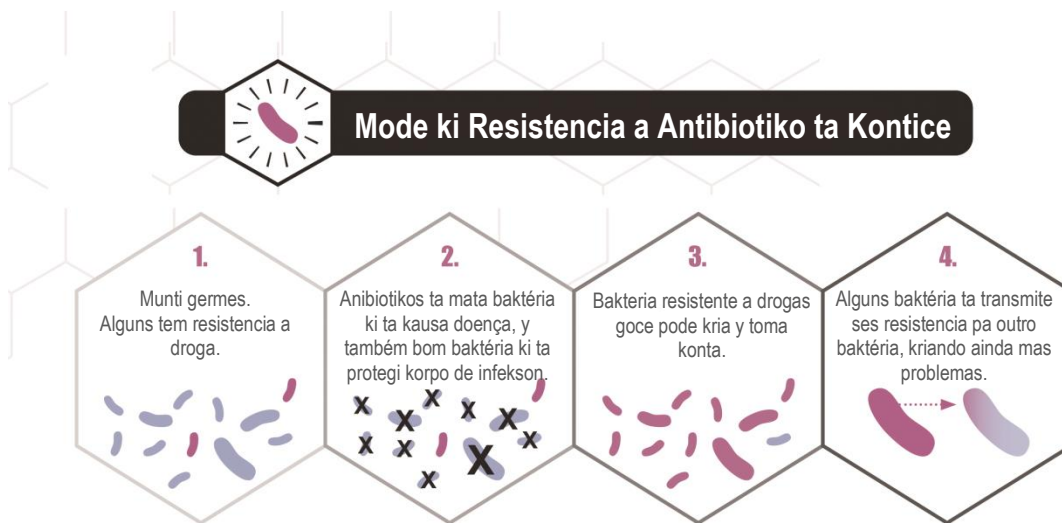 Mode ki Resistencia a Antibiotiko ta Kontice
1.
Munti germes.
Alguns tem resistencia a
droga.
2.
Anibiotikos ta mata baktéria
ki ta kausa doença, y
também bom baktéria ki ta
protegi korpo de infekson.
3.
Bakteria resistente a drogas
goce pode kria y toma
konta.
4.
Alguns baktéria ta transmite
ses resistencia pa outro
baktéria, kriando ainda mas
problemas.